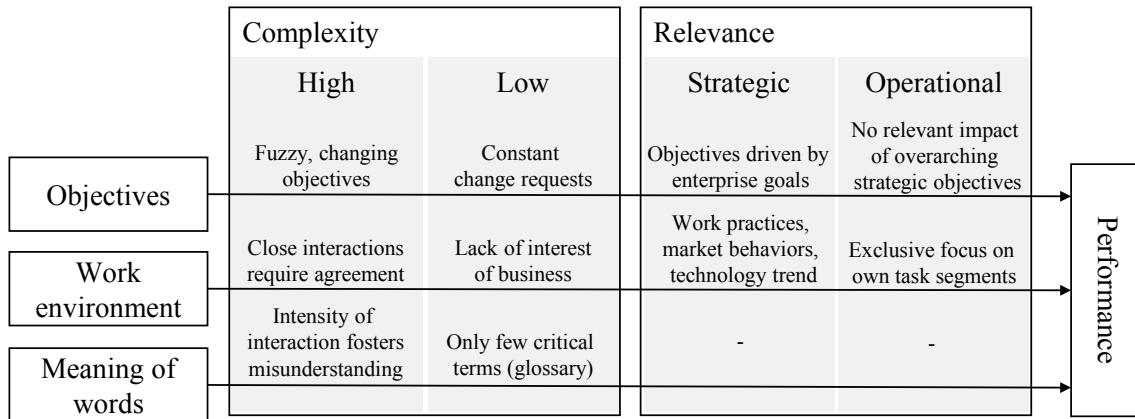 Complexity
Relevance
High
Low
Strategic
Operational
Objectives
Fuzzy, changing
objectives
Constant
change requests
Objectives driven by
enterprise goals
No relevant impact
of overarching
strategic objectives
Work
environment
Close interactions
require agreement
Lack of interest
of business
Work practices,
market behaviors,
technology trend
Exclusive focus on
own task segments
Meaning of
words
Intensity of
interaction fosters
misunderstanding
Only few critical
terms (glossary)
-
-
Performance